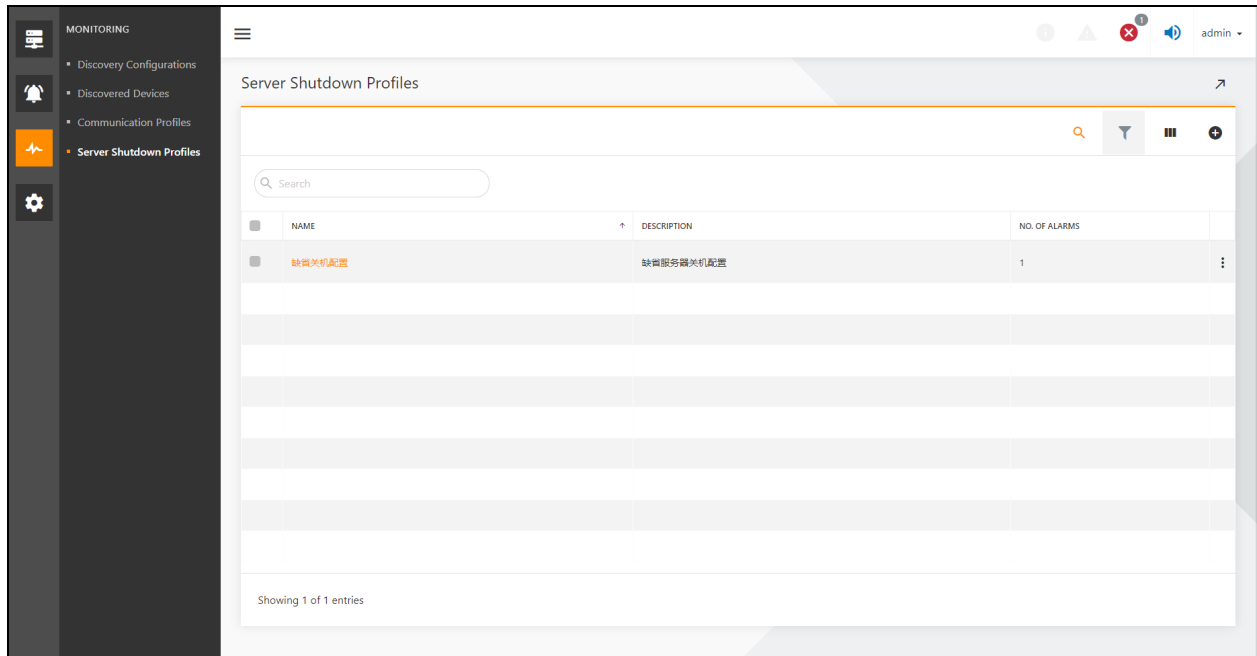 MONITORING
Discovery Configurations
Discovered Devices
Communication Profiles
Server Shutdown Profiles
1
admin
Server Shutdown Profiles
Search
NAME DESCRIPTION NO. OF ALARMS
缺省关机配置 缺省服务器关机配置 1
Showing 1 of 1 entries